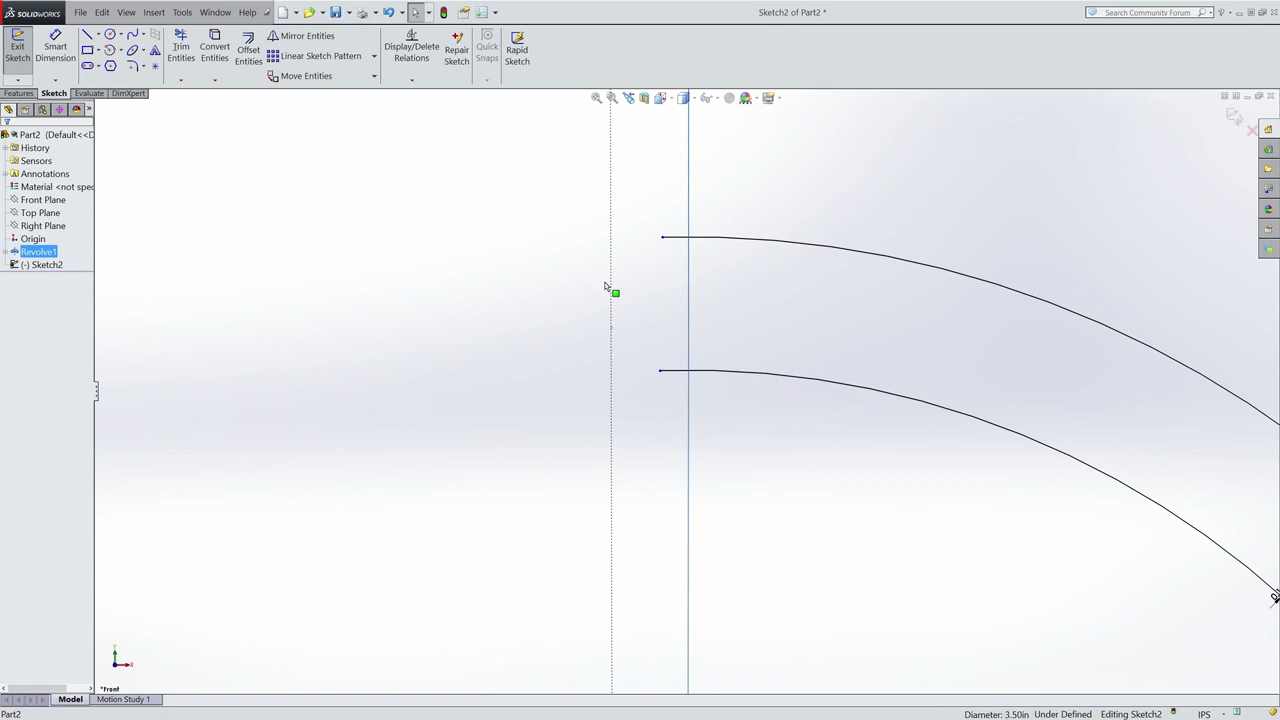 SOLIDWORKS
File Edit View Insert Tools Window Help
Sketch2 of Part2 *
Search Community Forum
Exit Sketch
Smart Dimension
Trim Entities
Convert Entities
Offset Entities
Mirror Entities
Linear Sketch Pattern
Move Entities
Display/Delete Relations
Repair Sketch
Quick Snaps
Rapid Sketch
Features Sketch Evaluate DimXpert
Part2 (Default<<D
History
Sensors
Annotations
Material <not spec
Front Plane
Top Plane
Right Plane
Origin
Revolve1
(-) Sketch2
Y
X
*Front
Model Motion Study 1
Part2
Diameter: 3.50in Under Defined Editing Sketch2 IPS